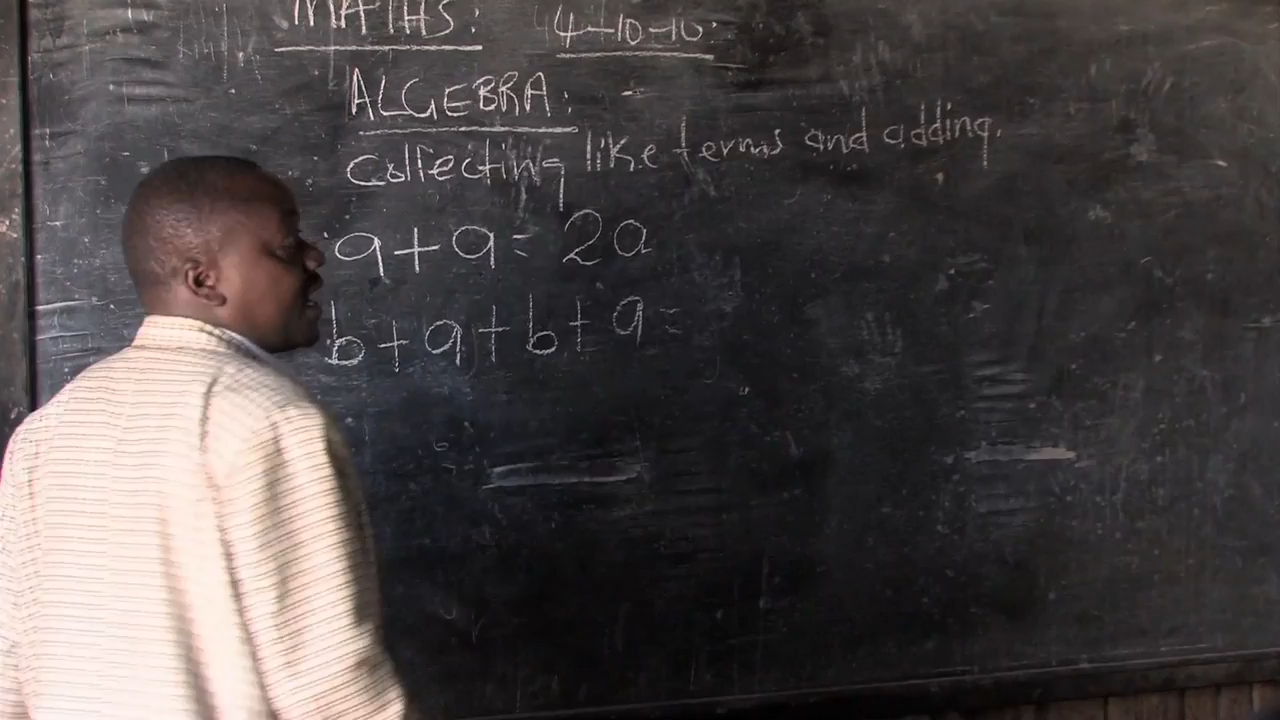 MATHS: 4-10-10
ALGEBRA:
Collecting like terms and adding.
a+a= 2a
b+a+b+a=